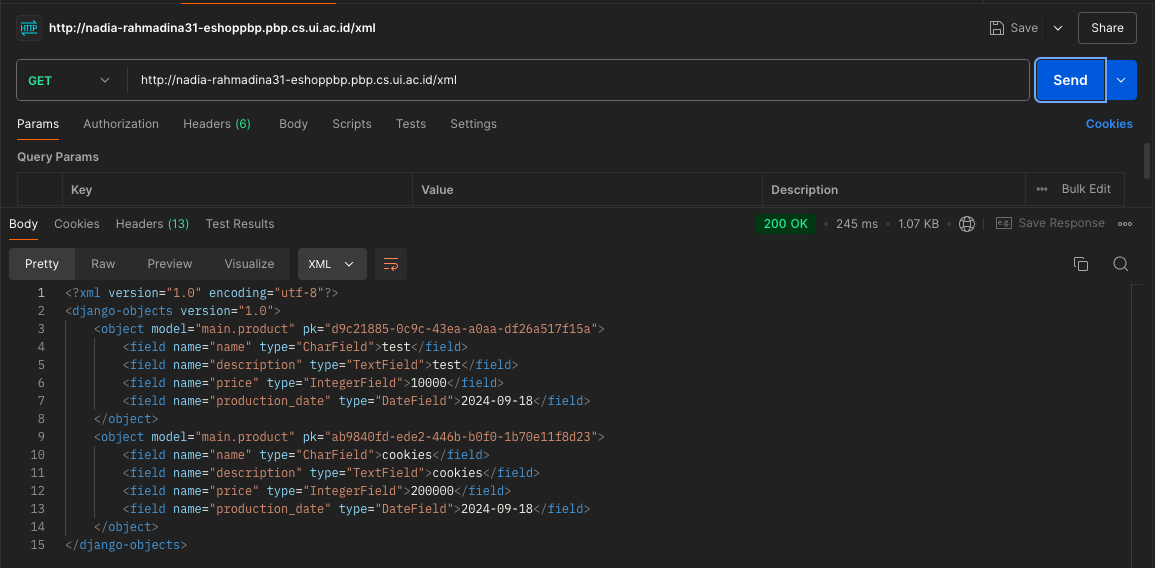 HTTP http://nadia-rahmadina31-eshoppbp.pbp.cs.ui.ac.id/xml Save Share
GET http://nadia-rahmadina31-eshoppbp.pbp.cs.ui.ac.id/xml Send
Params Authorization Headers (6) Body Scripts Tests Settings Cookies
Query Params
Key Value Description Bulk Edit
Body Cookies Headers (13) Test Results 200 OK 245 ms 1.07 KB e.g. Save Response
Pretty Raw Preview Visualize XML
1 <?xml version="1.0" encoding="utf-8"?>
2 <django-objects version="1.0">
3 <object model="main.product" pk="d9c21885-0c9c-43ea-a0aa-df26a517f15a">
4 <field name="name" type="CharField">test</field>
5 <field name="description" type="TextField">test</field>
6 <field name="price" type="IntegerField">10000</field>
7 <field name="production_date" type="DateField">2024-09-18</field>
8 </object>
9 <object model="main.product" pk="ab9840fd-ede2-446b-b0f0-1b70e11f8d23">
10 <field name="name" type="CharField">cookies</field>
11 <field name="description" type="TextField">cookies</field>
12 <field name="price" type="IntegerField">200000</field>
13 <field name="production_date" type="DateField">2024-09-18</field>
14 </object>
15 </django-objects>